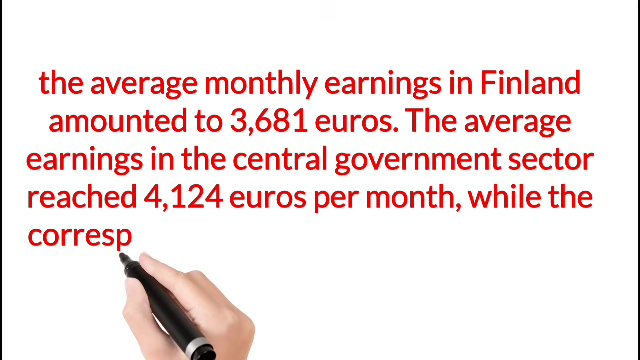 the average monthly earnings in Finland
amounted to 3,681 euros. The average
earnings in the central government sector
reached 4,124 euros per month, while the
corresp